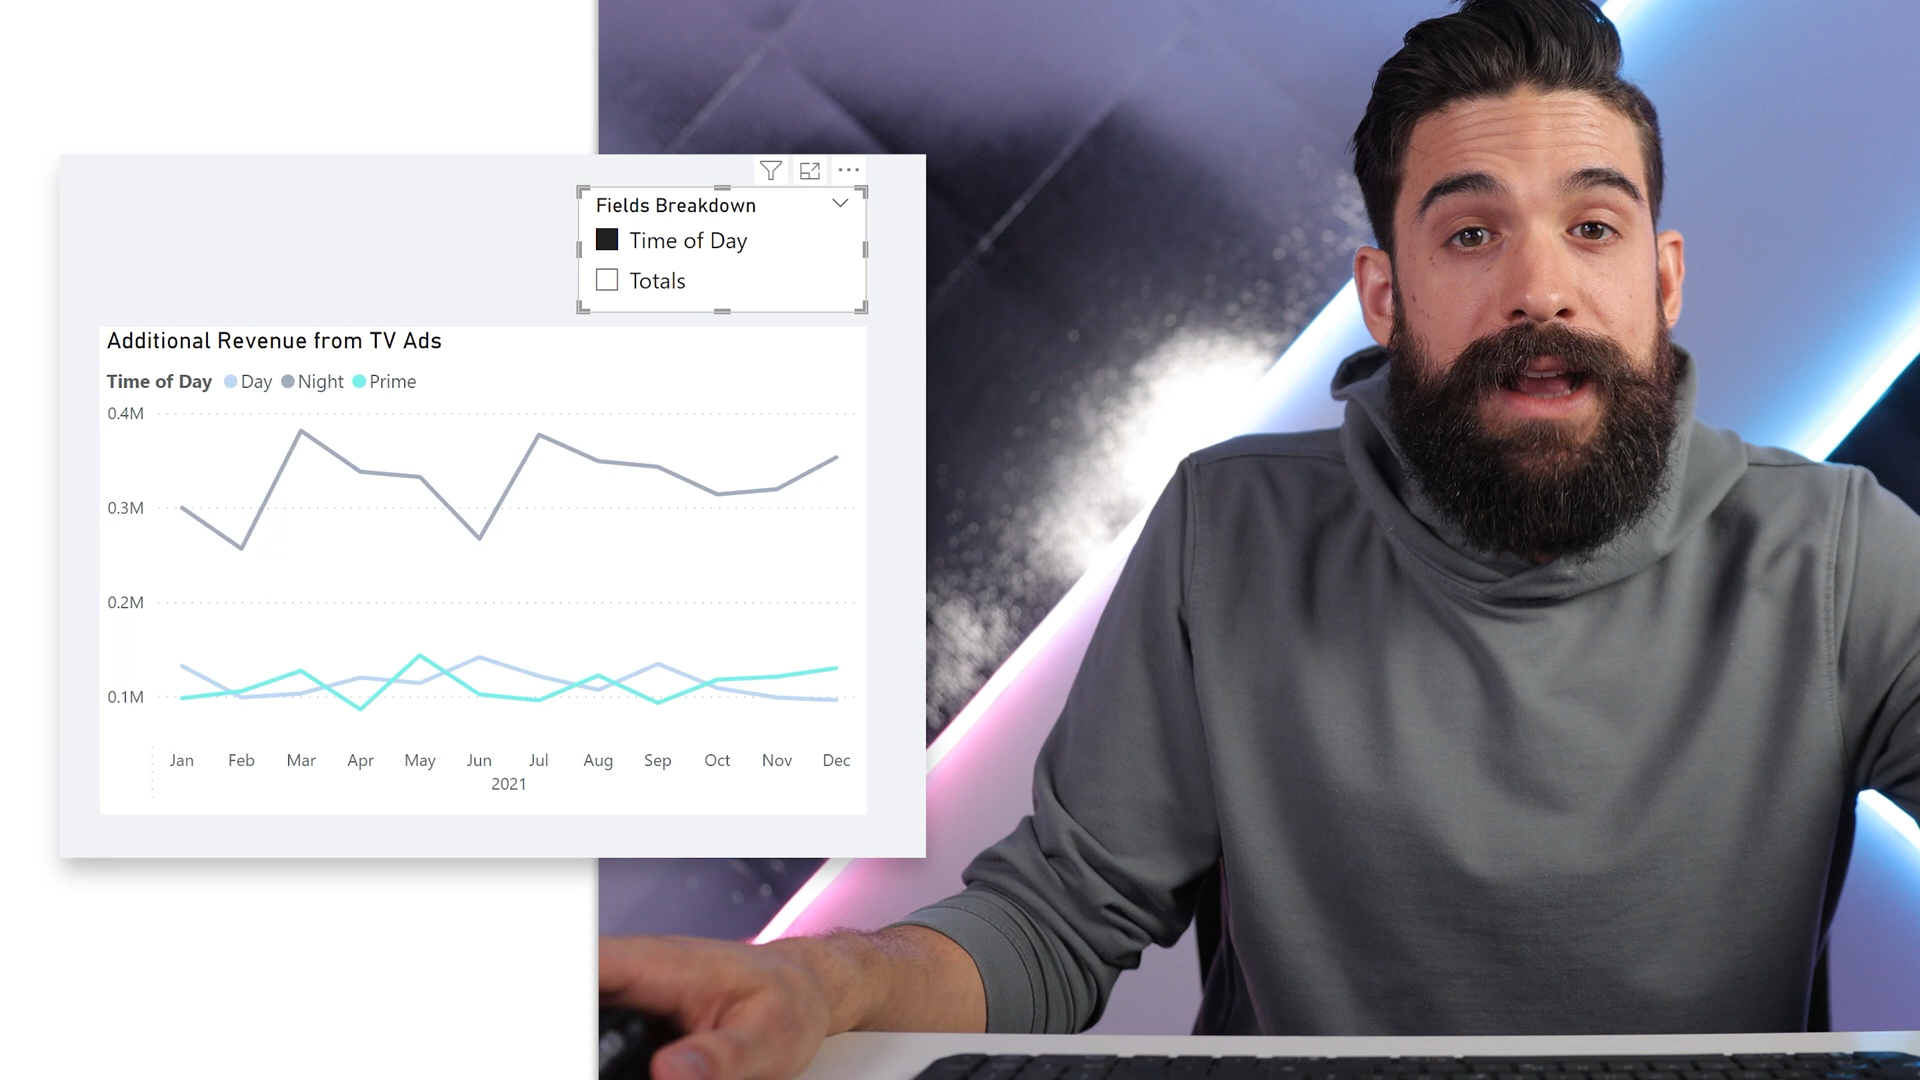 Fields Breakdown
Time of Day
Totals
Additional Revenue from TV Ads
Time of Day Day Night Prime
0.4M
0.3M
0.2M
0.1M
Jan Feb Mar Apr May Jun Jul Aug Sep Oct Nov Dec
2021